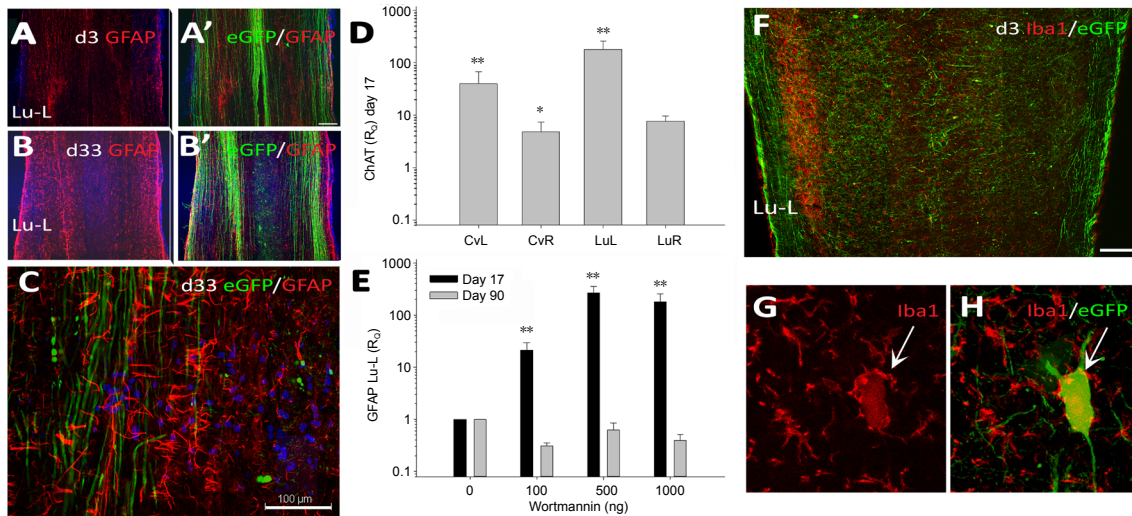 A
d3 GFAP
Lu-L
A'
eGFP/GFAP
B
d33 GFAP
Lu-L
B'
eGFP/GFAP
C
d33 eGFP/GFAP
100 µm
D
ChAT (RQ) day 17
1000
100
10
1
0.1
**
*
**
CvL CvR LuL LuR
E
GFAP Lu-L (RQ)
1000
100
10
1
0.1
Day 17
Day 90
**
**
**
0 100 500 1000
Wortmannin (ng)
F
d3 Iba1/eGFP
Lu-L
G
Iba1
H
Iba1/eGFP